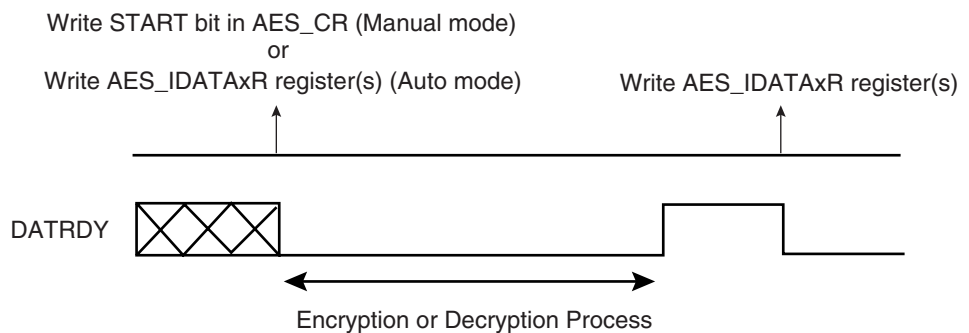 Write START bit in AES_CR (Manual mode)
or
Write AES_IDATAxR register(s) (Auto mode)
Write AES_IDATAxR register(s)
DATRDY
Encryption or Decryption Process